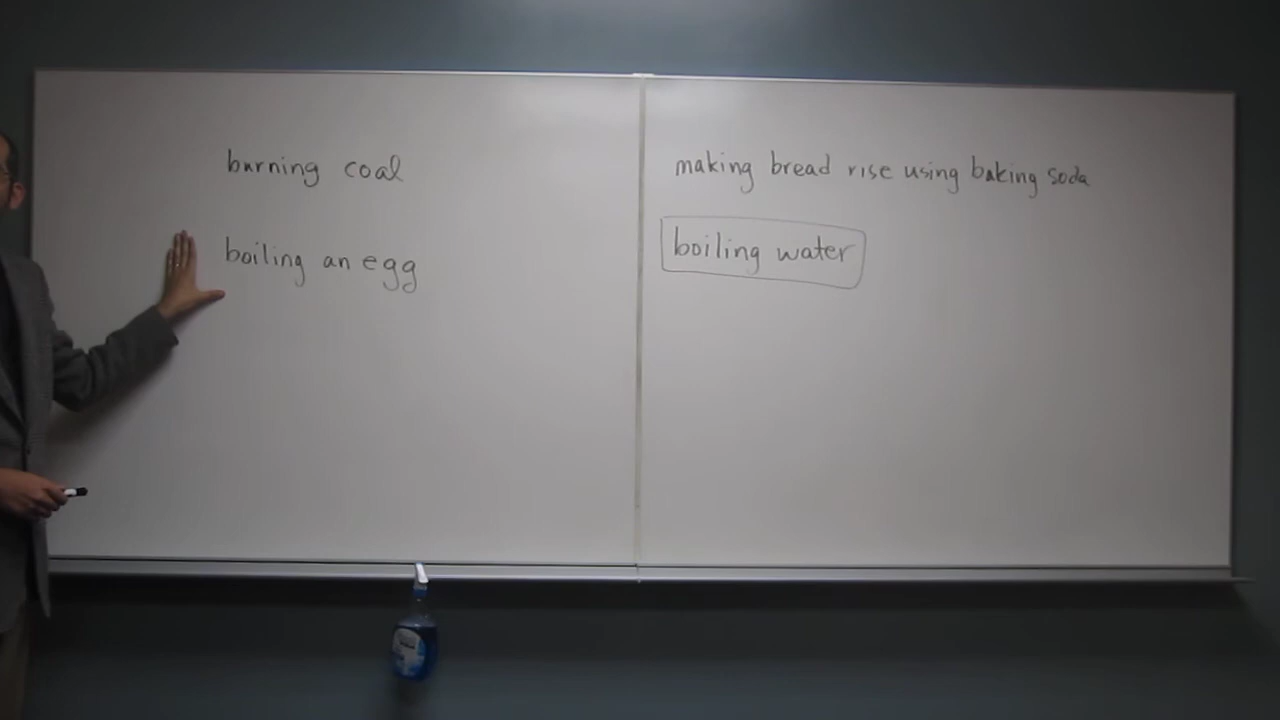 burning coal
boiling an egg
making bread rise using baking soda
boiling water